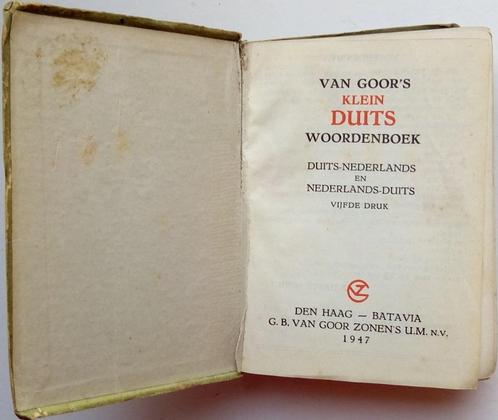 VAN GOOR'S
KLEIN
DUITS
WOORDENBOEK
DUITS-NEDERLANDS
EN
NEDERLANDS-DUITS
VIJFDE DRUK
DEN HAAG — BATAVIA
G. B. VAN GOOR ZONEN'S U.M. N.V.
1947